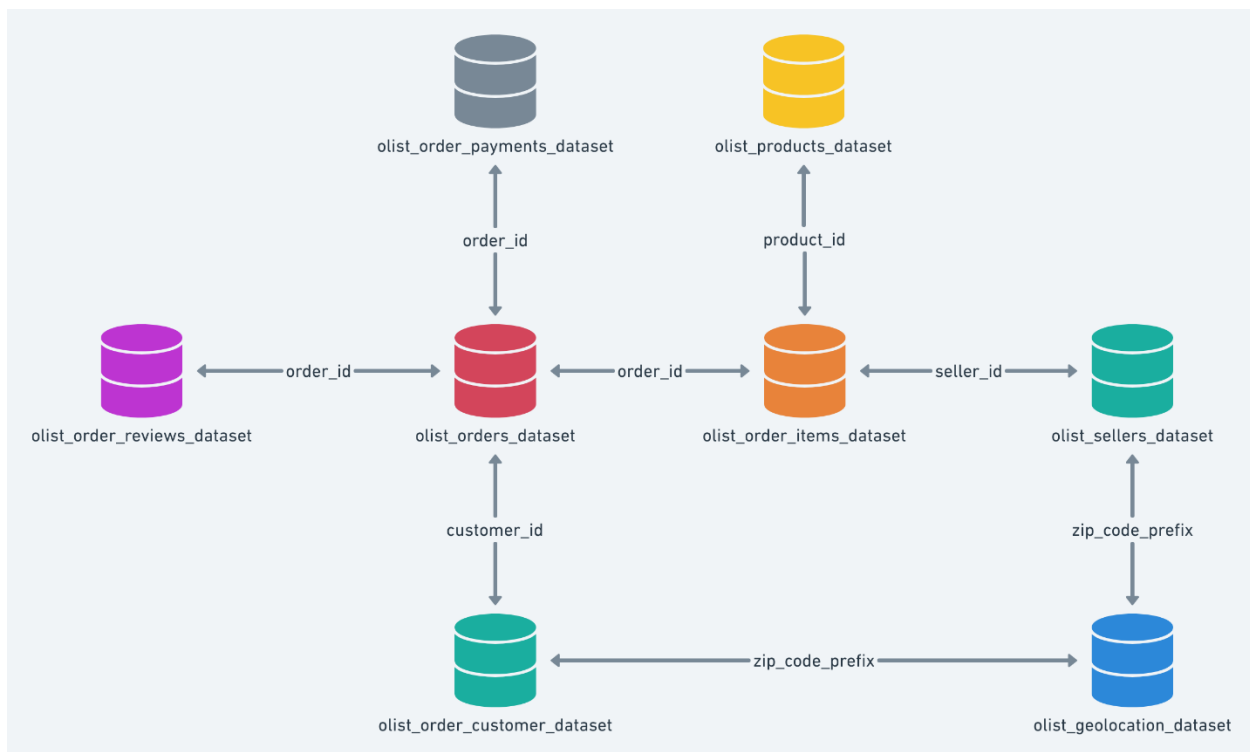 olist_order_payments_dataset
olist_products_dataset
order_id
product_id
order_id
order_id
seller_id
olist_order_reviews_dataset
olist_orders_dataset
olist_order_items_dataset
olist_sellers_dataset
customer_id
zip_code_prefix
zip_code_prefix
olist_order_customer_dataset
olist_geolocation_dataset